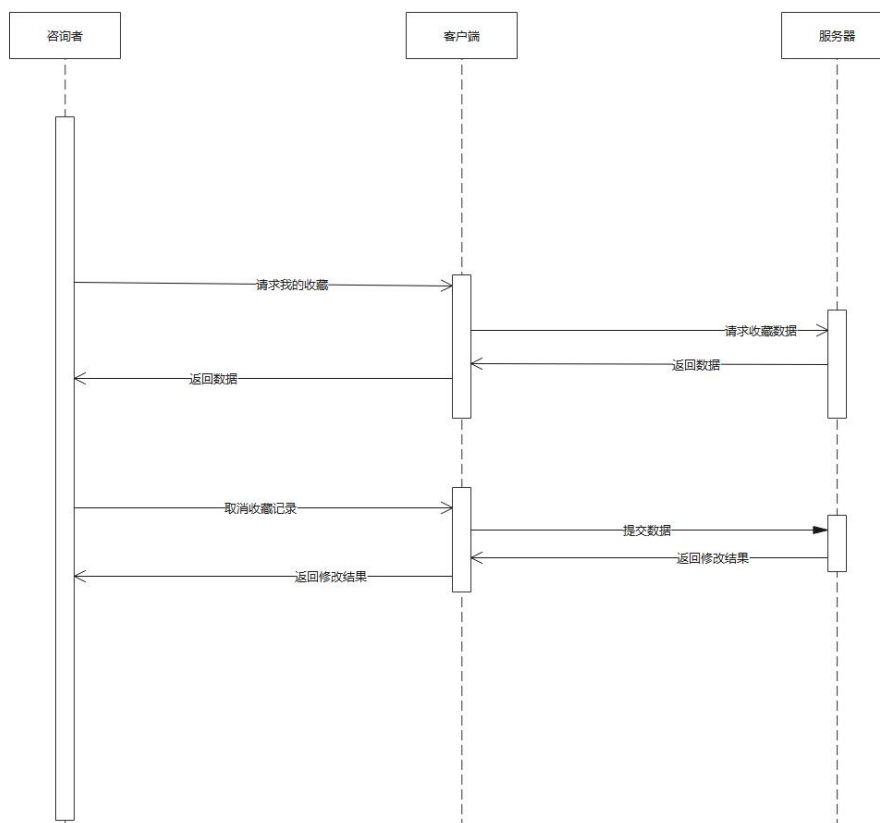 咨询者
客户端
服务器
请求我的收藏
请求收藏数据
返回数据
返回数据
取消收藏记录
提交数据
返回修改结果
返回修改结果